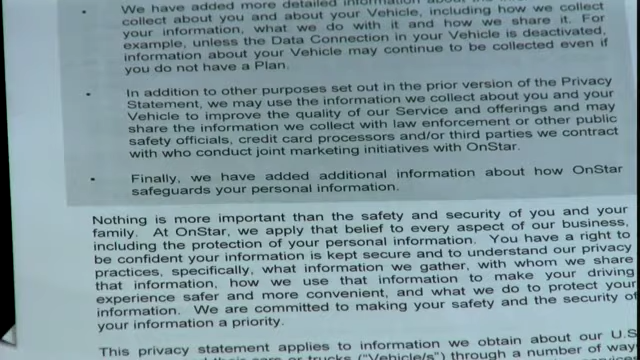 • We have added more detailed information about the
collect about you and about your Vehicle, including how we collect
your information, what we do with it and how we share it. For
example, unless the Data Connection in your Vehicle is deactivated,
information about your Vehicle may continue to be collected even if
you do not have a Plan.
• In addition to other purposes set out in the prior version of the Privacy
Statement, we may use the information we collect about you and your
Vehicle to improve the quality of our Service and offerings and may
share the information we collect with law enforcement or other public
safety officials, credit card processors and/or third parties we contract
with who conduct joint marketing initiatives with OnStar.
• Finally, we have added additional information about how OnStar
safeguards your personal information.
Nothing is more important than the safety and security of you and your
family. At OnStar, we apply that belief to every aspect of our business,
including the protection of your personal information. You have a right to
be confident your information is kept secure and to understand our privacy
practices, specifically, what information we gather, with whom we share
that information, how we use that information to make your driving
experience safer and more convenient, and what we do to protect your
information. We are committed to making your safety and the security of
your information a priority.
This privacy statement applies to information we obtain about our U.S
their cars or trucks ("Vehicle/s") through a number of way